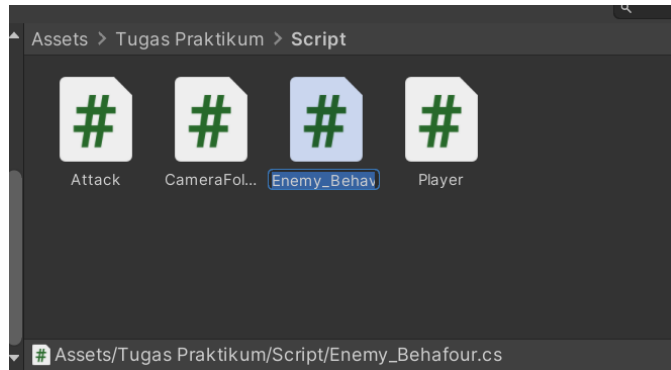 Assets > Tugas Praktikum > Script
Attack
CameraFol...
Enemy_Behav
Player
# Assets/Tugas Praktikum/Script/Enemy_Behafour.cs